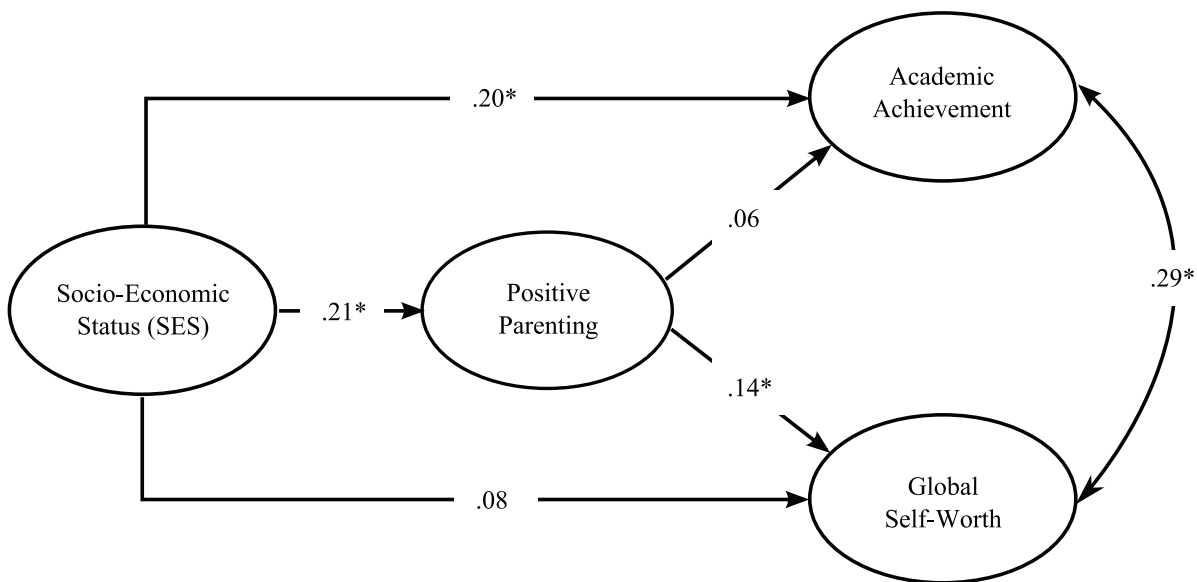 Academic
Achievement
.20*
.06
Socio-Economic
Status (SES)
.21*
Positive
Parenting
.29*
.14*
.08
Global
Self-Worth